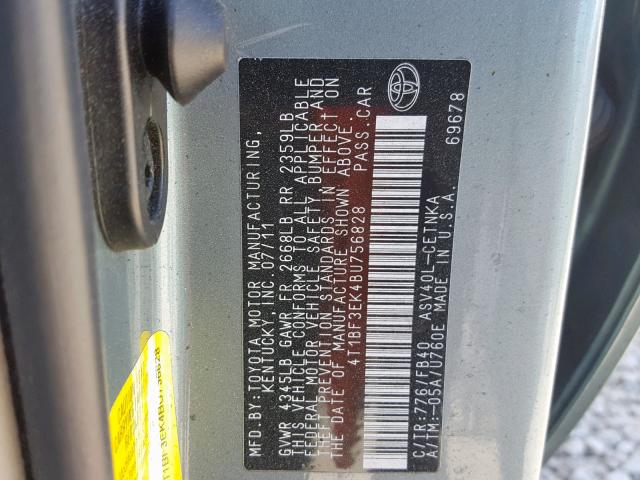 MFD.BY:TOYOTA MOTOR MANUFACTURING,
KENTUCKY, INC.07/11
GVWR 4345LB GAWR FR 2668LB RR 2359LB
THIS VEHICLE CONFORMS TO ALL APPLICABLE
FEDERAL MOTOR VEHICLE SAFETY, BUMPER,AND
THEFT PREVENTION STANDARDS IN EFFECT ON
THE DATE OF MANUFACTURE SHOWN ABOVE.
4T1BF3EK4BU756828 PASS.CAR
C/TR:776/FB40 ASV40L-CETNKA
A/TM:-05A/U760E MADE IN U.S.A.
69678